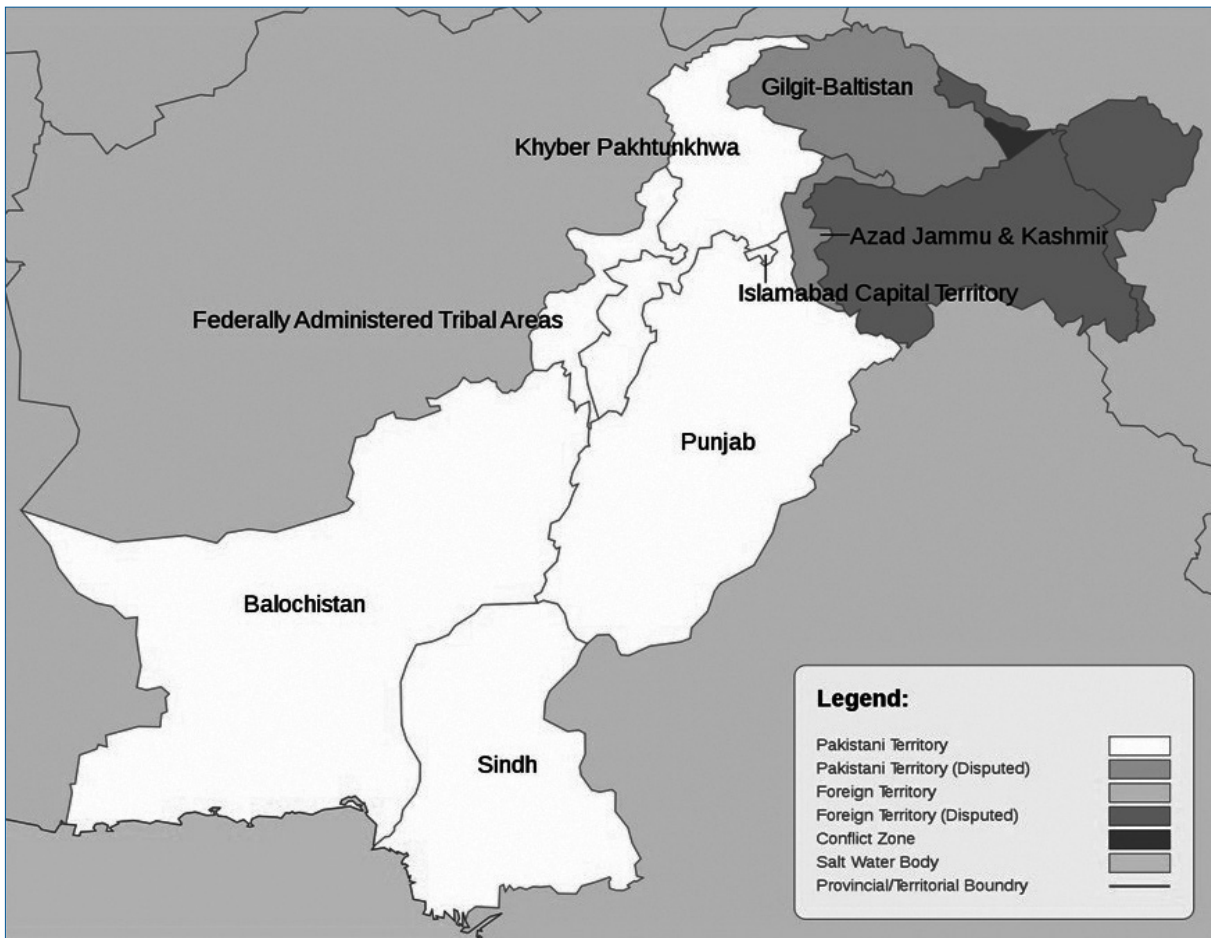 Gilgit-Baltistan
Khyber Pakhtunkhwa
Azad Jammu & Kashmir
Islamabad Capital Territory
Federally Administered Tribal Areas
Punjab
Balochistan
Sindh
Legend:
Pakistani Territory
Pakistani Territory (Disputed)
Foreign Territory
Foreign Territory (Disputed)
Conflict Zone
Salt Water Body
Provincial/Territorial Boundry